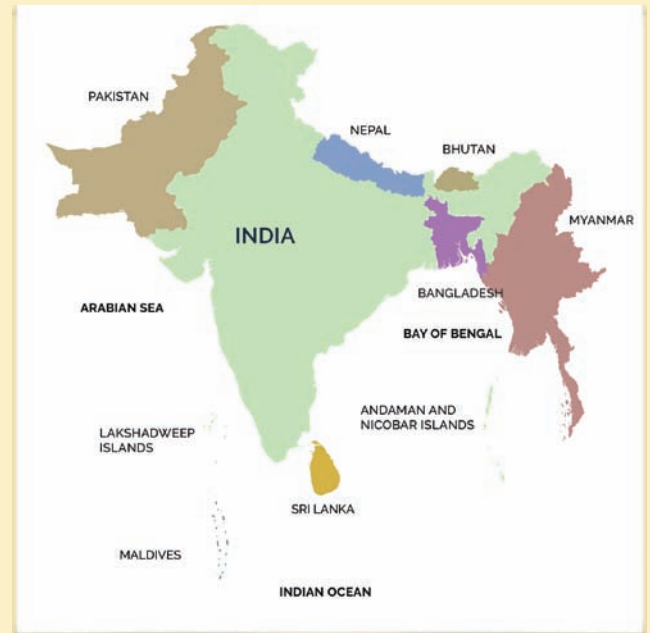 PAKISTAN
NEPAL
BHUTAN
MYANMAR
INDIA
BANGLADESH
ARABIAN SEA
BAY OF BENGAL
ANDAMAN AND
NICOBAR ISLANDS
LAKSHADWEEP
ISLANDS
SRI LANKA
MALDIVES
INDIAN OCEAN